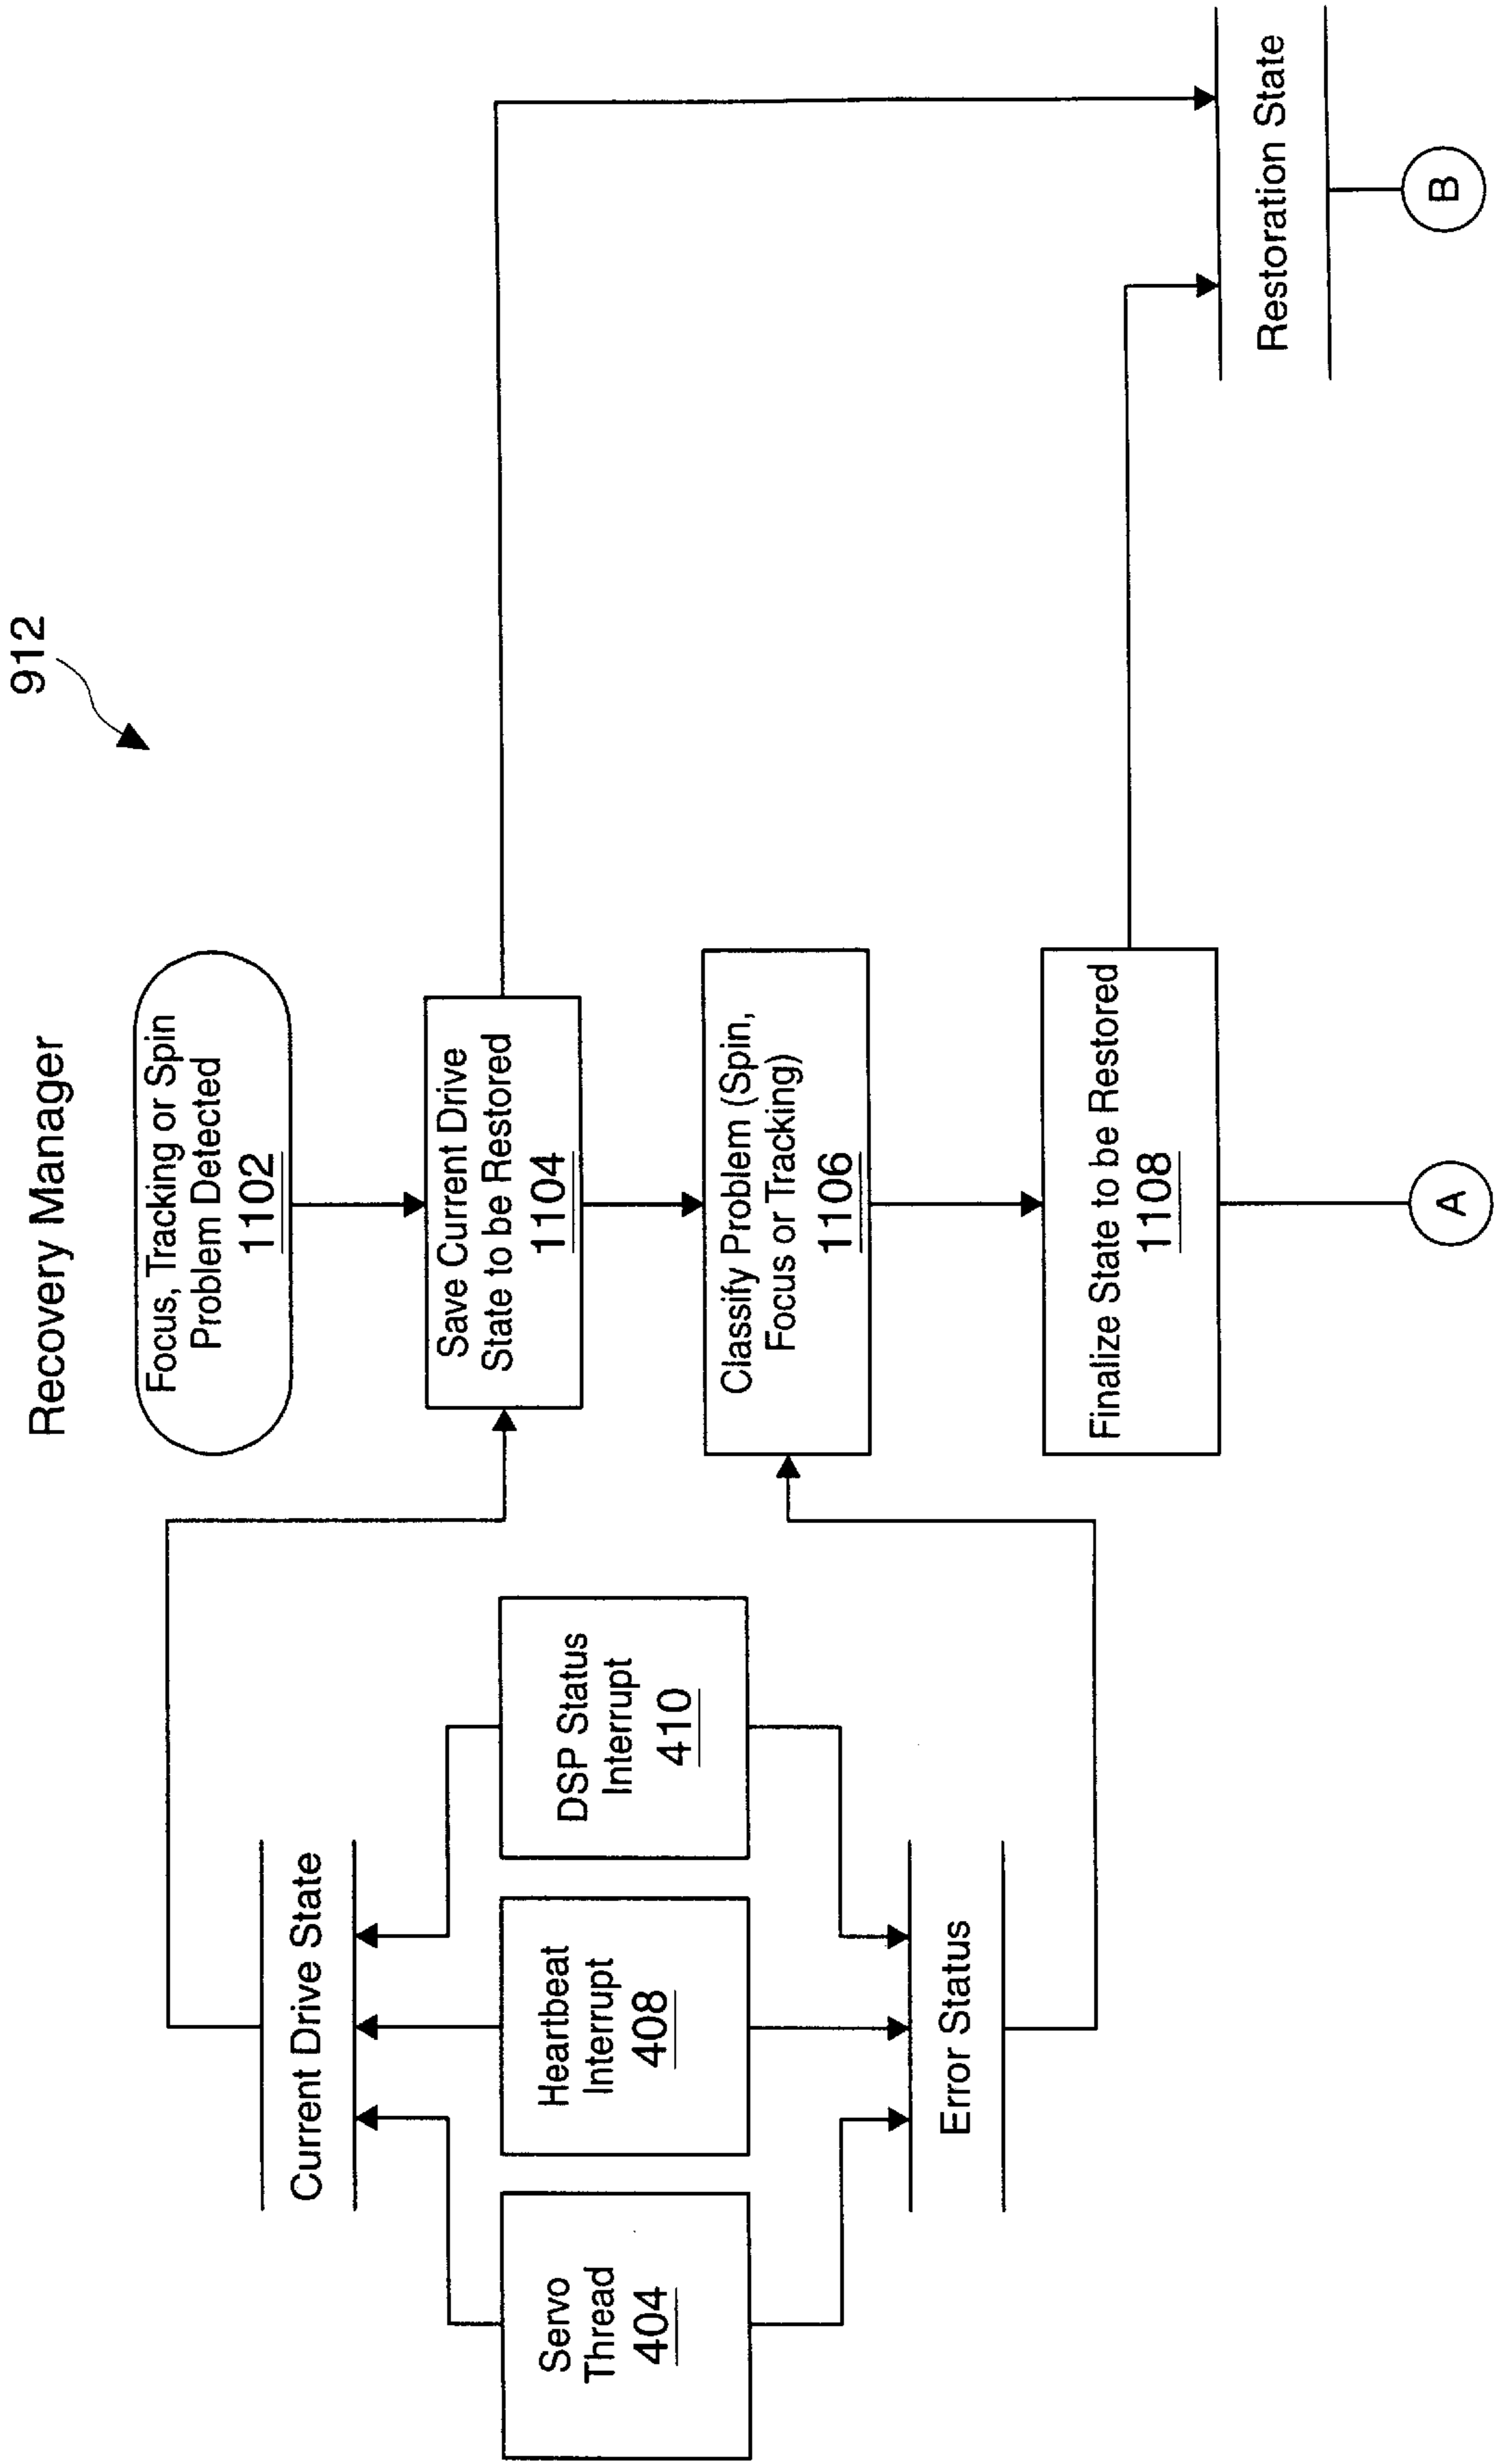 Recovery Manager
912
Focus, Tracking or Spin
Problem Detected
1102
Current Drive State
Save Current Drive
State to be Restored
1104
Servo
Thread
404
Heartbeat
Interrupt
408
DSP Status
Interrupt
410
Classify Problem (Spin,
Focus or Tracking)
1106
Error Status
Finalize State to be Restored
1108
Restoration State
A
B